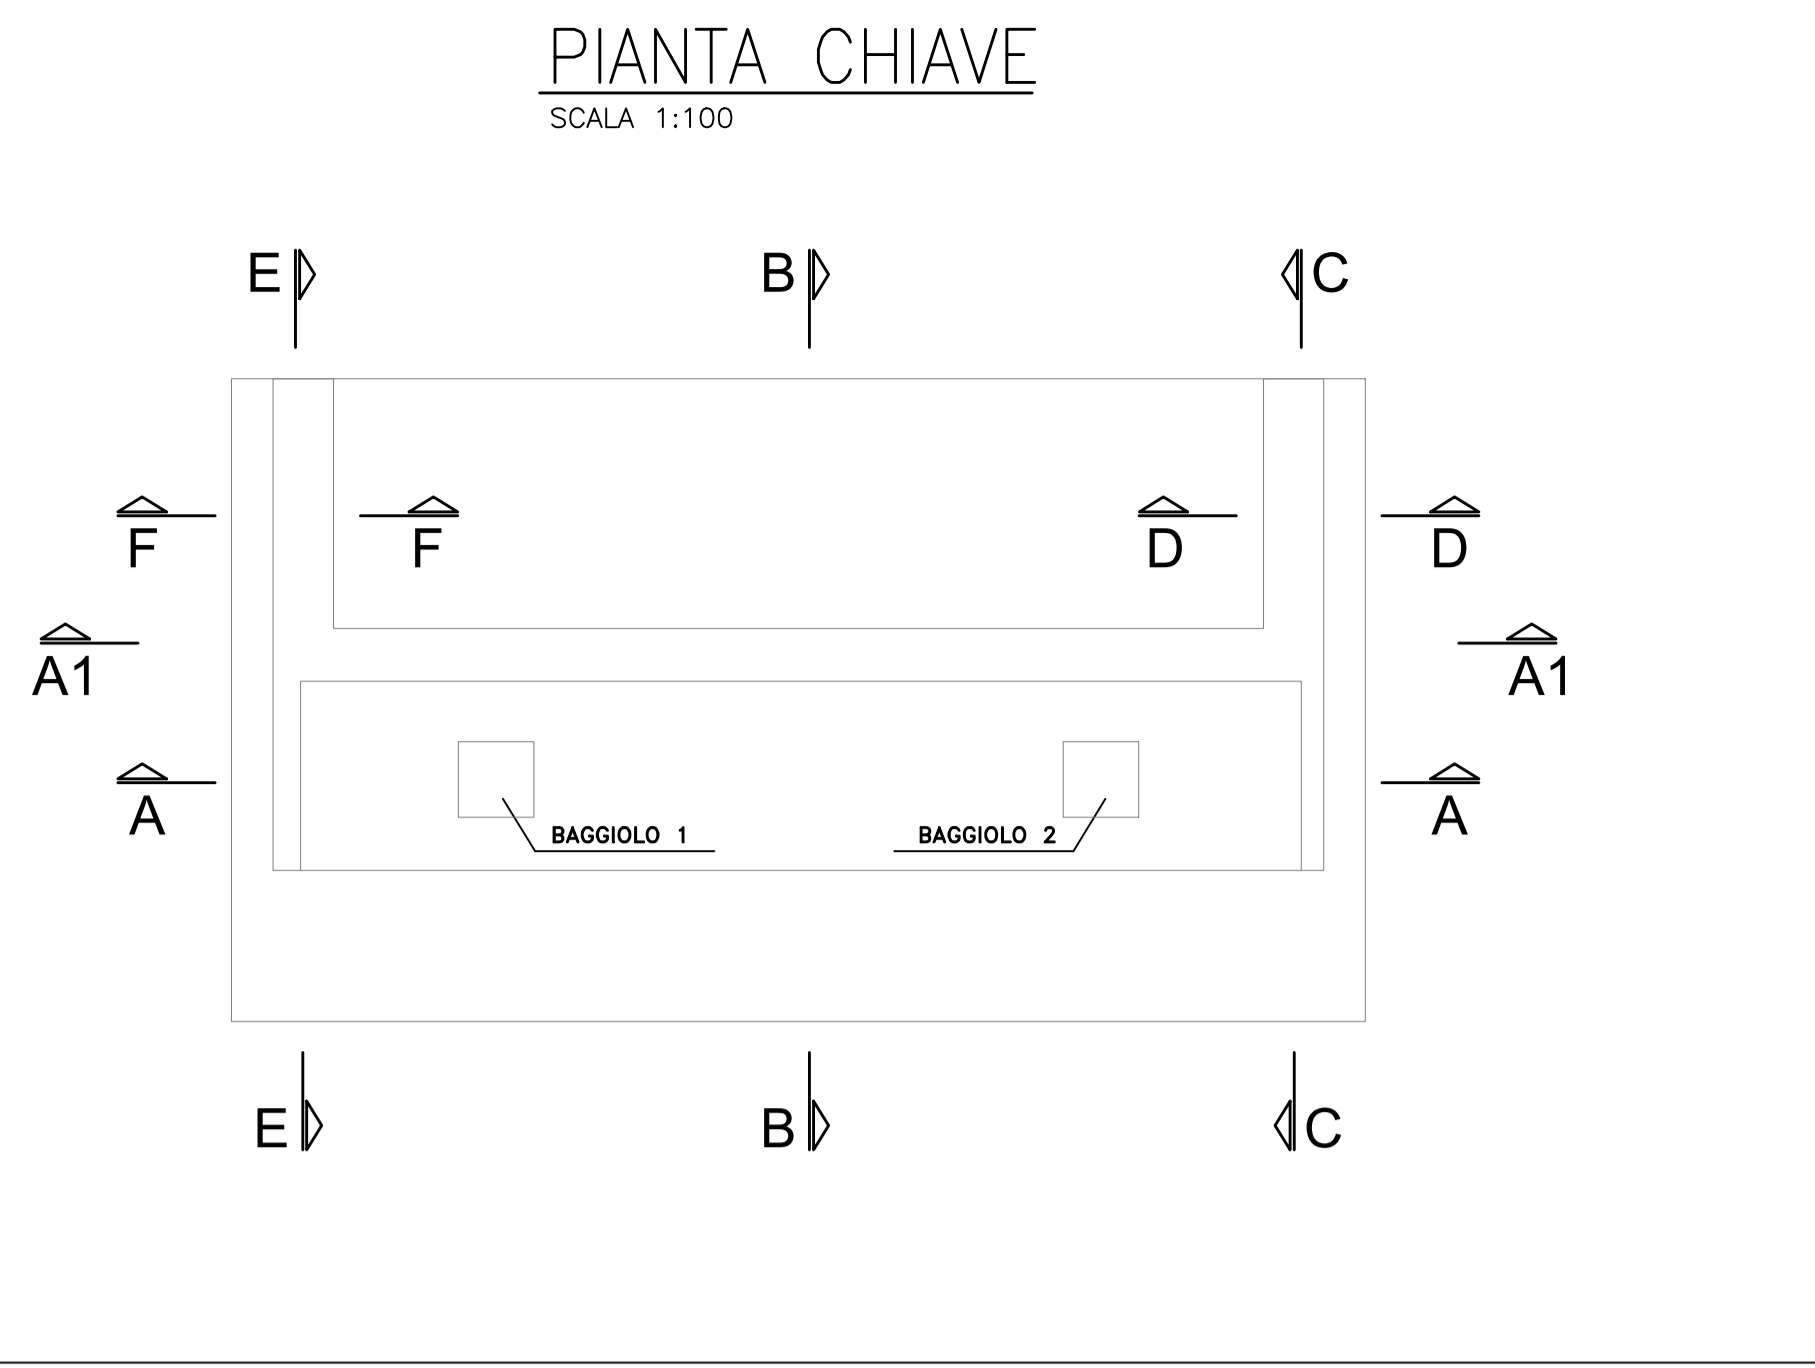 PIANTA CHIAVE
SCALA 1:100
E B C
F F D D
A1 A1
A A
BAGGIOLO 1 BAGGIOLO 2
E B C